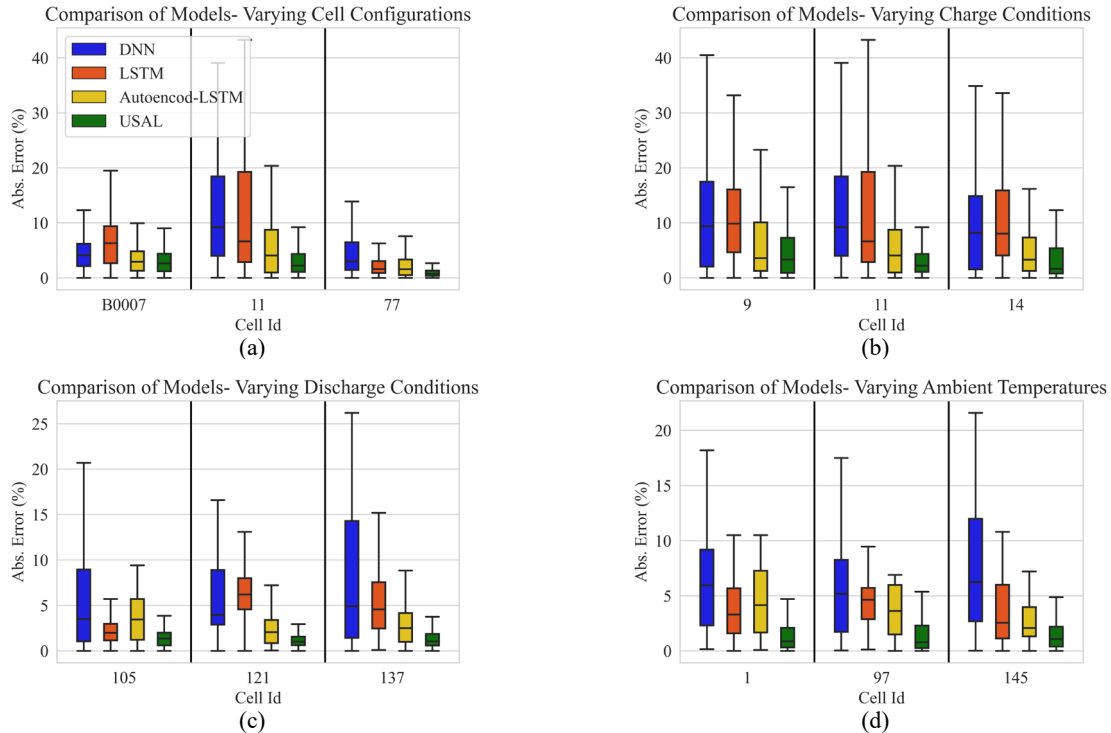 Comparison of Models- Varying Cell Configurations
Abs. Error (%)
40
30
20
10
0
DNN
LSTM
Autoencod-LSTM
USAL
B0007 11 77
Cell Id
(a)
Comparison of Models- Varying Charge Conditions
Abs. Error (%)
40
30
20
10
0
9 11 14
Cell Id
(b)
Comparison of Models- Varying Discharge Conditions
Abs. Error (%)
25
20
15
10
5
0
105 121 137
Cell Id
(c)
Comparison of Models- Varying Ambient Temperatures
Abs. Error (%)
20
15
10
5
0
1 97 145
Cell Id
(d)